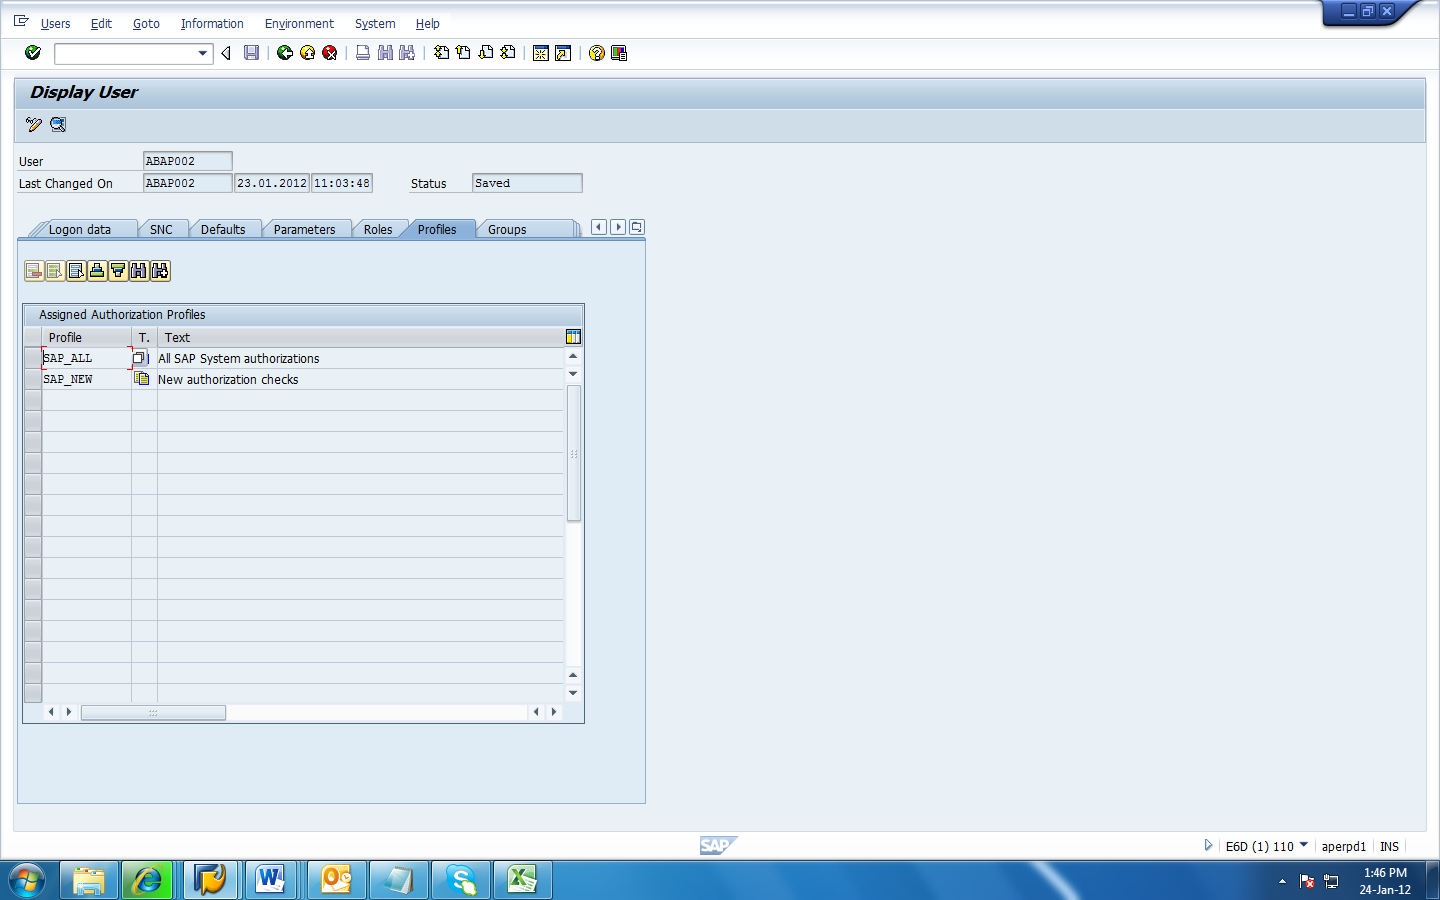 Users Edit Goto Information Environment System Help
Display User
User ABAP002
Last Changed On ABAP002 23.01.2012 11:03:48 Status Saved
Logon data SNC Defaults Parameters Roles Profiles Groups
Assigned Authorization Profiles
Profile T. Text
SAP_ALL All SAP System authorizations
SAP_NEW New authorization checks
SAP E6D (1) 110 aperpd1 INS
1:46 PM
24-Jan-12